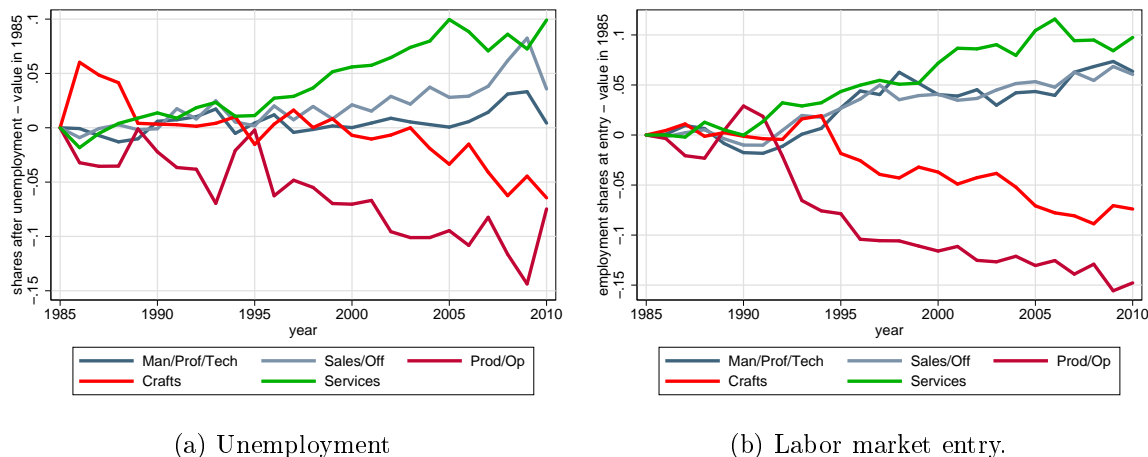 shares after unemployment − value in 1985
.1
.05
0
−.05
−.1
−.15
1985 1990 1995 2000 2005 2010
year
Man/Prof/Tech Sales/Off Prod/Op
Crafts Services
(a) Unemployment
employment shares at entry − value in 1985
.1
.05
0
−.05
−.1
−.15
1985 1990 1995 2000 2005 2010
year
Man/Prof/Tech Sales/Off Prod/Op
Crafts Services
(b) Labor market entry.